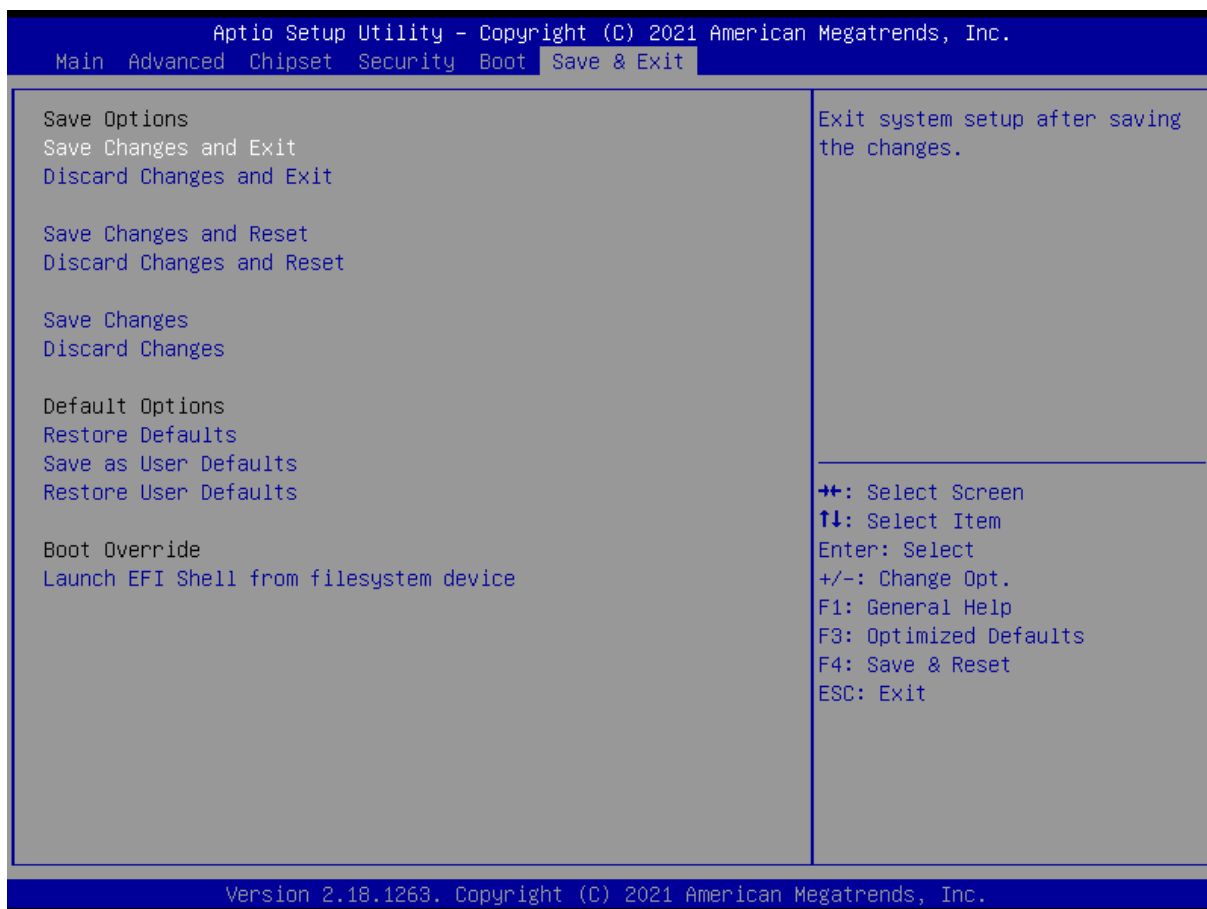 Aptio Setup Utility – Copyright (C) 2021 American Megatrends, Inc.
Main Advanced Chipset Security Boot Save & Exit
Save Options
Save Changes and Exit
Discard Changes and Exit
Save Changes and Reset
Discard Changes and Reset
Save Changes
Discard Changes
Default Options
Restore Defaults
Save as User Defaults
Restore User Defaults
Boot Override
Launch EFI Shell from filesystem device
Exit system setup after saving
the changes.
→←: Select Screen
↑↓: Select Item
Enter: Select
+/-: Change Opt.
F1: General Help
F3: Optimized Defaults
F4: Save & Reset
ESC: Exit
Version 2.18.1263. Copyright (C) 2021 American Megatrends, Inc.